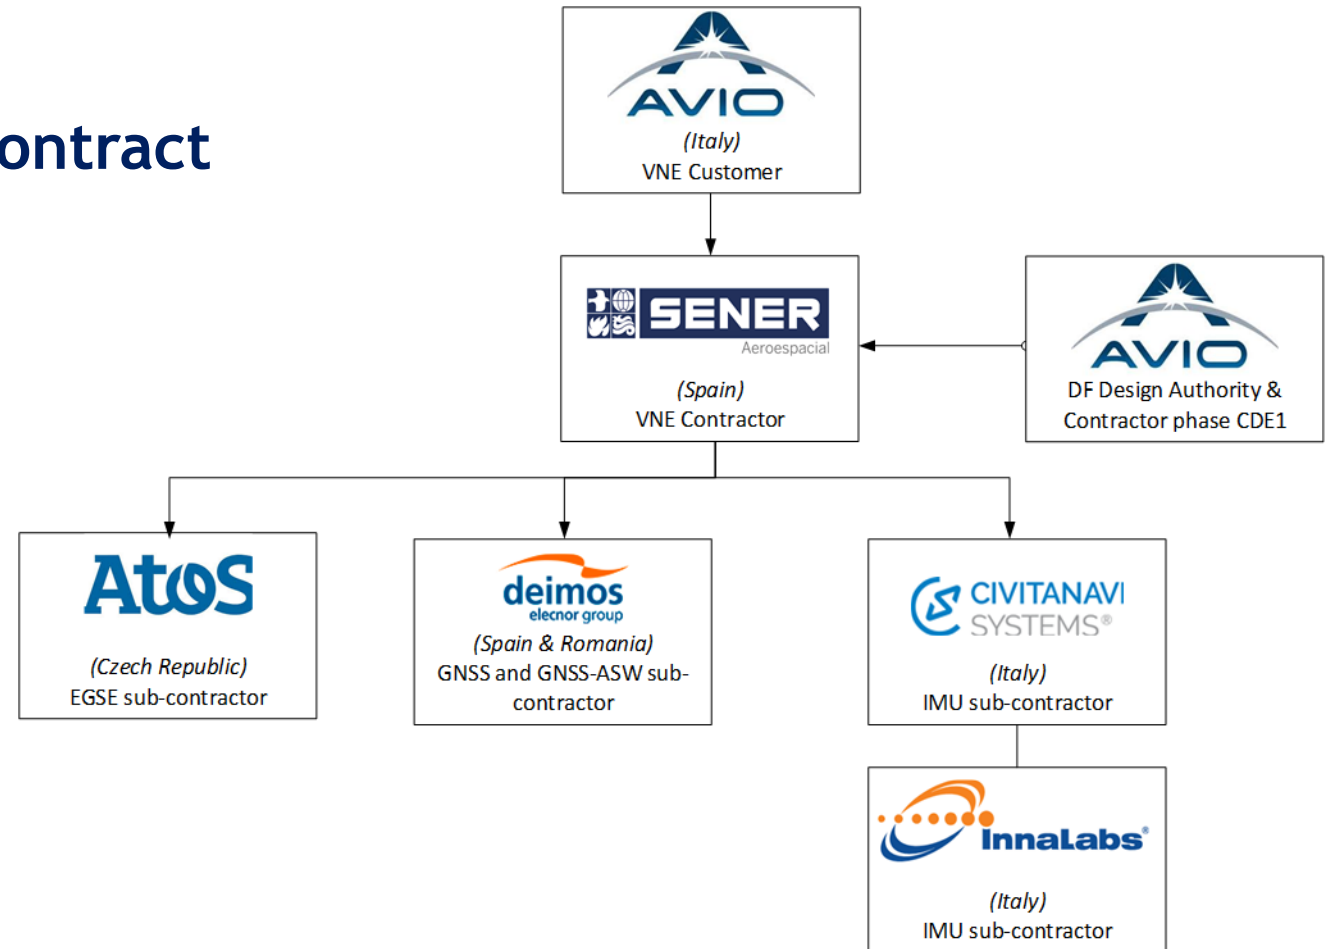 ontract
AVIO
(Italy)
VNE Customer
SENER
Aeroespacial
(Spain)
VNE Contractor
AVIO
DF Design Authority &
Contractor phase CDE1
Atos
(Czech Republic)
EGSE sub-contractor
deimos
elecnor group
(Spain & Romania)
GNSS and GNSS-ASW sub-
contractor
CIVITANAVI
SYSTEMS®
(Italy)
IMU sub-contractor
InnaLabs®
(Italy)
IMU sub-contractor